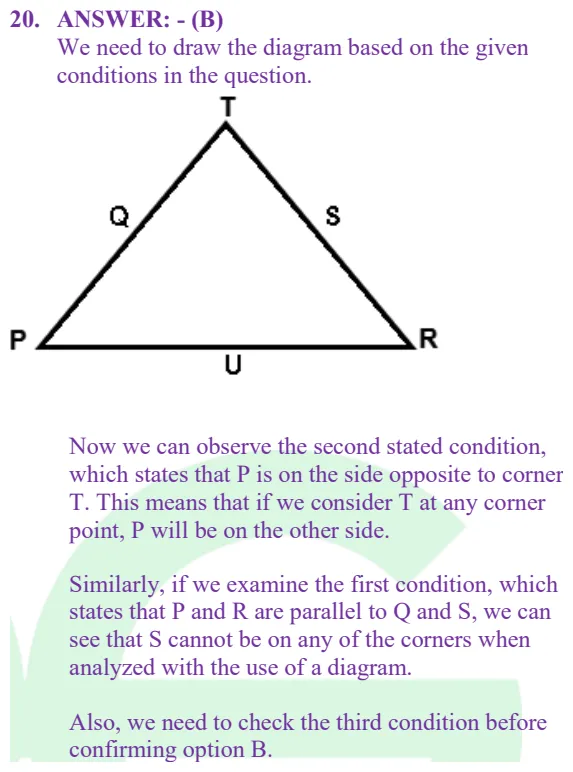 20. ANSWER: - (B)
We need to draw the diagram based on the given
conditions in the question.
T
Q
S
P
R
U
Now we can observe the second stated condition,
which states that P is on the side opposite to corner
T. This means that if we consider T at any corner
point, P will be on the other side.
Similarly, if we examine the first condition, which
states that P and R are parallel to Q and S, we can
see that S cannot be on any of the corners when
analyzed with the use of a diagram.
Also, we need to check the third condition before
confirming option B.